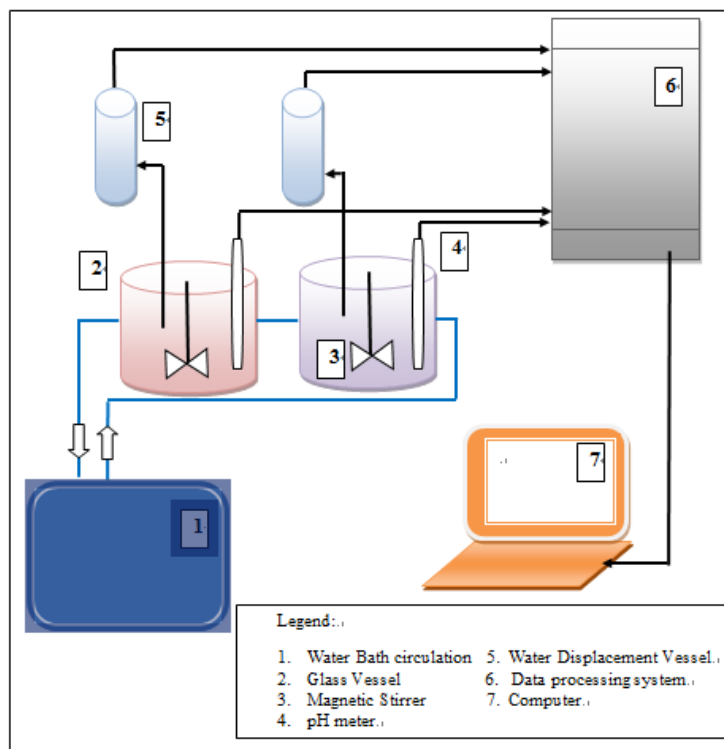 5
6
4
2
3
7
1
Legend:
1. Water Bath circulation
2. Glass Vessel
3. Magnetic Stirrer
4. pH meter
5. Water Displacement Vessel
6. Data processing system
7. Computer